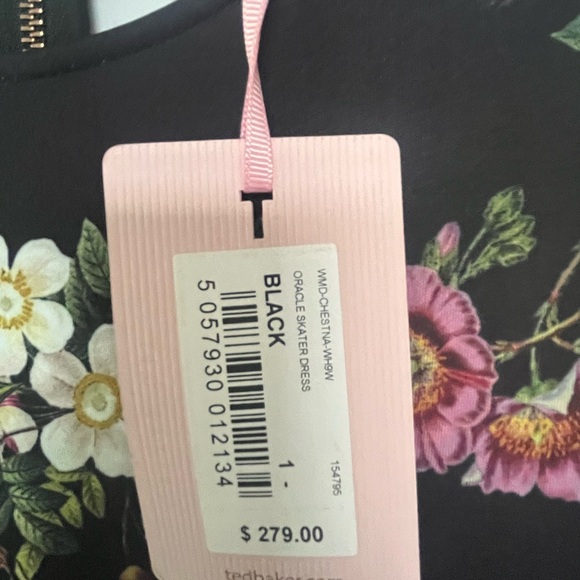 WMD-CHESTNA-WH9W
154795
ORACLE SKATER DRESS
BLACK
1 -
5 057930 012134
$ 279.00
tedbaker.com